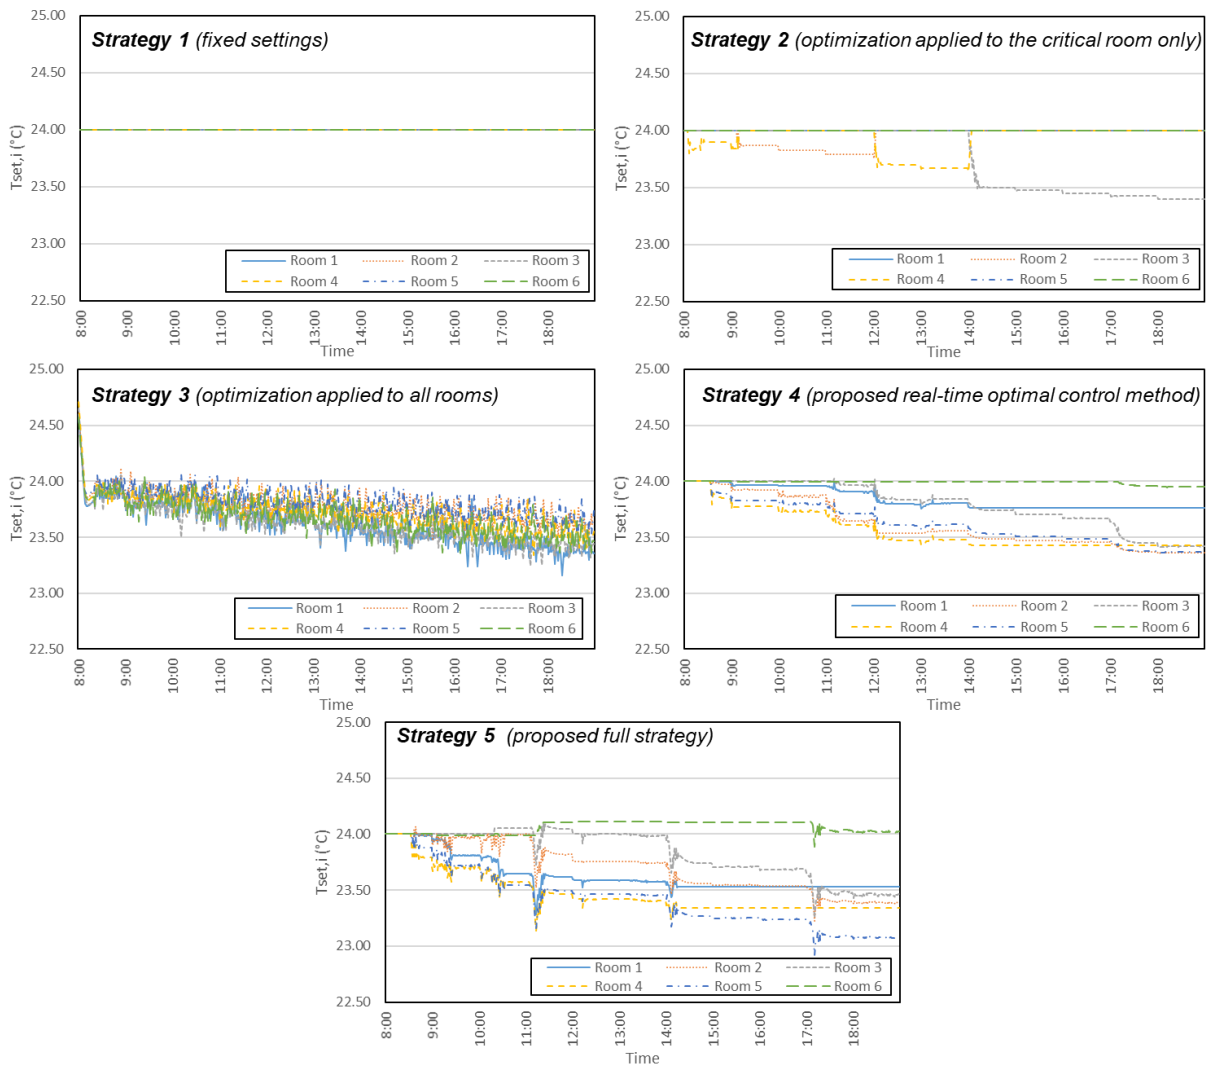 Strategy 1 (fixed settings)
25.00
24.50
24.00
23.50
23.00
22.50
Tset,i (°C)
Room 1 Room 2 Room 3
Room 4 Room 5 Room 6
8:00 9:00 10:00 11:00 12:00 13:00 14:00 15:00 16:00 17:00 18:00
Time
Strategy 2 (optimization applied to the critical room only)
25.00
24.50
24.00
23.50
23.00
22.50
Tset,i (°C)
Room 1 Room 2 Room 3
Room 4 Room 5 Room 6
8:00 9:00 10:00 11:00 12:00 13:00 14:00 15:00 16:00 17:00 18:00
Time
Strategy 3 (optimization applied to all rooms)
25.00
24.50
24.00
23.50
23.00
22.50
Tset,i (°C)
Room 1 Room 2 Room 3
Room 4 Room 5 Room 6
8:00 9:00 10:00 11:00 12:00 13:00 14:00 15:00 16:00 17:00 18:00
Time
Strategy 4 (proposed real-time optimal control method)
25.00
24.50
24.00
23.50
23.00
22.50
Tset,i (°C)
Room 1 Room 2 Room 3
Room 4 Room 5 Room 6
8:00 9:00 10:00 11:00 12:00 13:00 14:00 15:00 16:00 17:00 18:00
Time
Strategy 5 (proposed full strategy)
25.00
24.50
24.00
23.50
23.00
22.50
Tset,i (°C)
Room 1 Room 2 Room 3
Room 4 Room 5 Room 6
8:00 9:00 10:00 11:00 12:00 13:00 14:00 15:00 16:00 17:00 18:00
Time